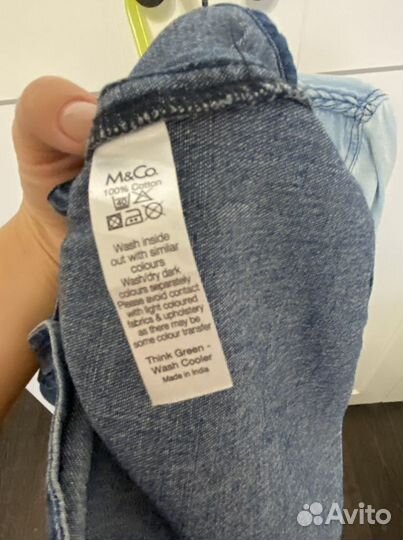 M&Co.
100% Cotton
40
Wash inside
out with similar
colours
Wash/dry dark
colours separately
Please avoid contact
with light coloured
fabrics & upholstery
as there may be
some colour transfer
Think Green -
Wash Cooler
Made in India
Avito